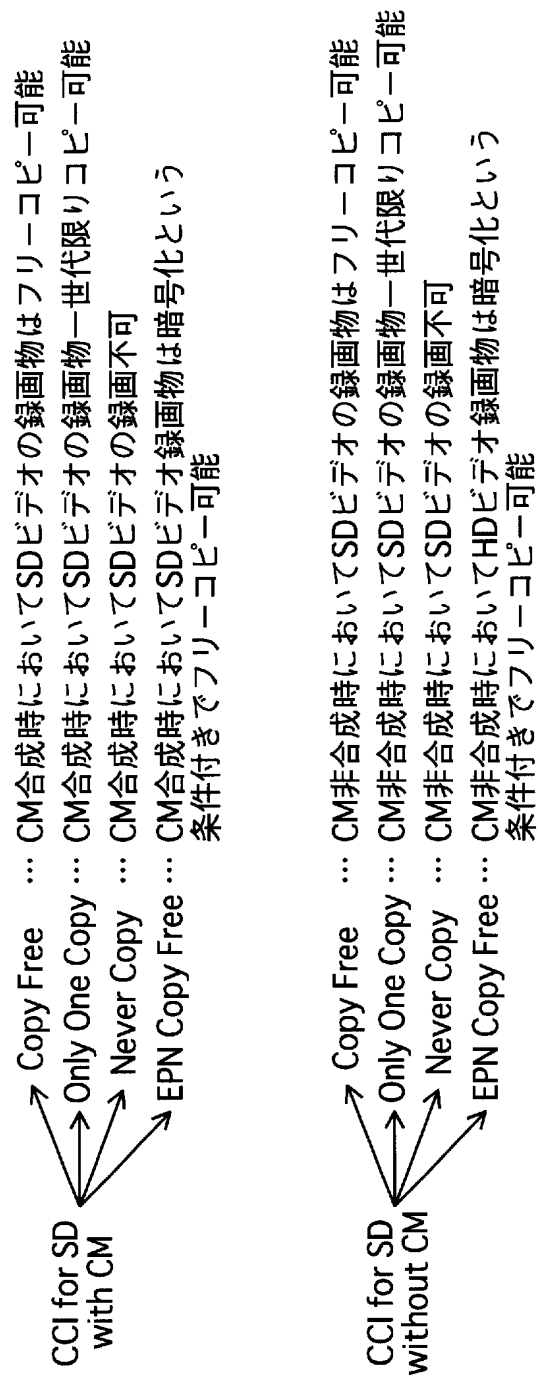 CCI for SD
with CM
Copy Free … CM合成時においてSDビデオの録画物はフリーコピー可能
Only One Copy … CM合成時においてSDビデオの録画物一世代限りコピー可能
Never Copy … CM合成時においてSDビデオの録画不可
EPN Copy Free … CM合成時においてSDビデオ録画物は暗号化という
条件付きでフリーコピー可能
CCI for SD
without CM
Copy Free … CM非合成時においてSDビデオの録画物はフリーコピー可能
Only One Copy … CM非合成時においてSDビデオの録画物一世代限りコピー可能
Never Copy … CM非合成時においてSDビデオの録画不可
EPN Copy Free … CM非合成時においてHDビデオ録画物は暗号化という
条件付きでフリーコピー可能